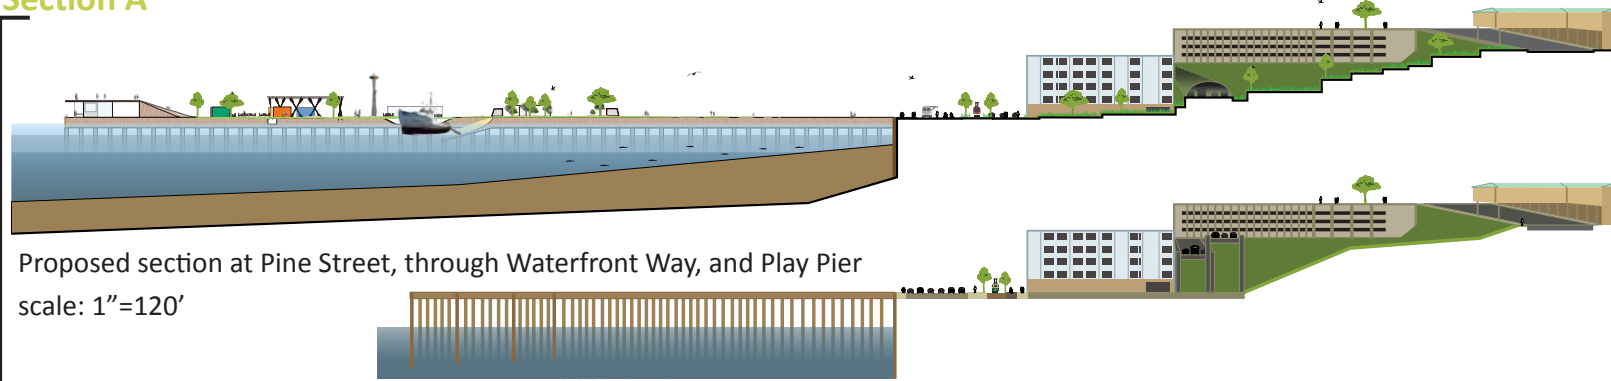 Section A
Proposed section at Pine Street, through Waterfront Way, and Play Pier
scale: 1”=120’